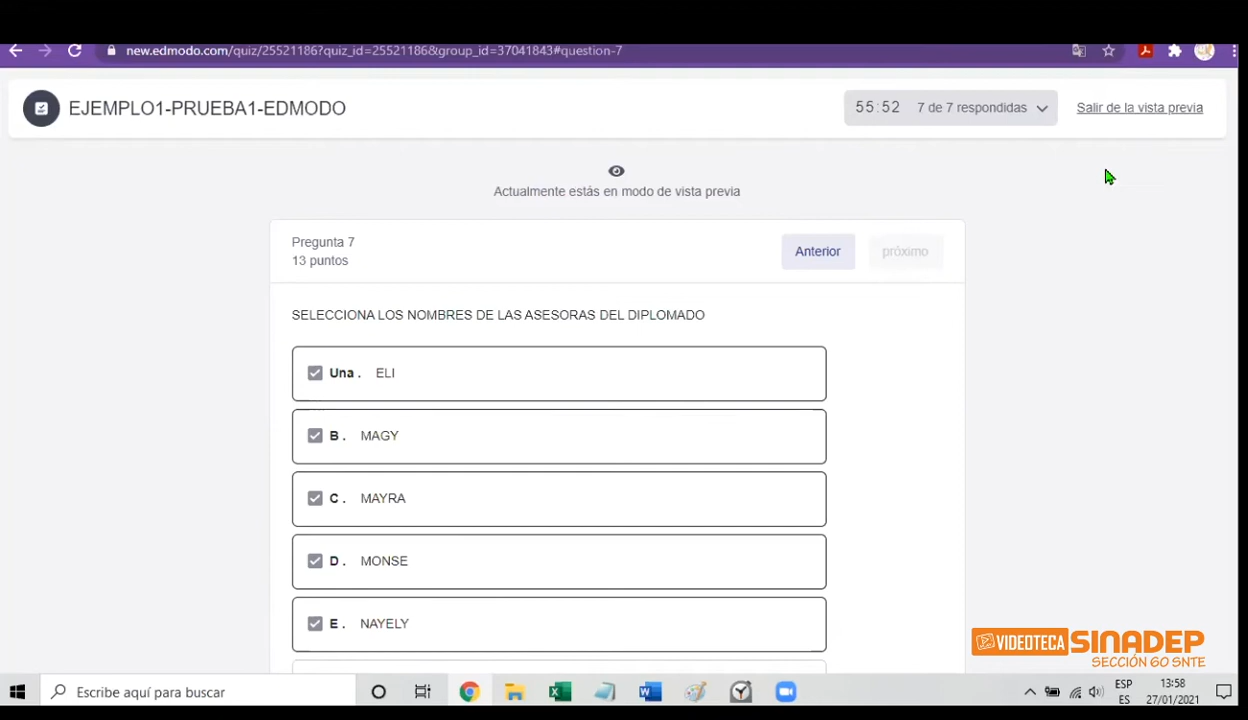 new.edmodo.com/quiz/25521186?quiz_id=25521186&group_id=37041843#question-7
EJEMPLO1-PRUEBA1-EDMODO
55:52 7 de 7 respondidas
Salir de la vista previa
Actualmente estás en modo de vista previa
Pregunta 7
13 puntos
Anterior
próximo
SELECCIONA LOS NOMBRES DE LAS ASESORAS DEL DIPLOMADO
Una . ELI
B . MAGY
C . MAYRA
D . MONSE
E . NAYELY
VIDEOTECA SINADEP
SECCIÓN 60 SNTE
Escribe aquí para buscar
ESP
ES
13:58
27/01/2021